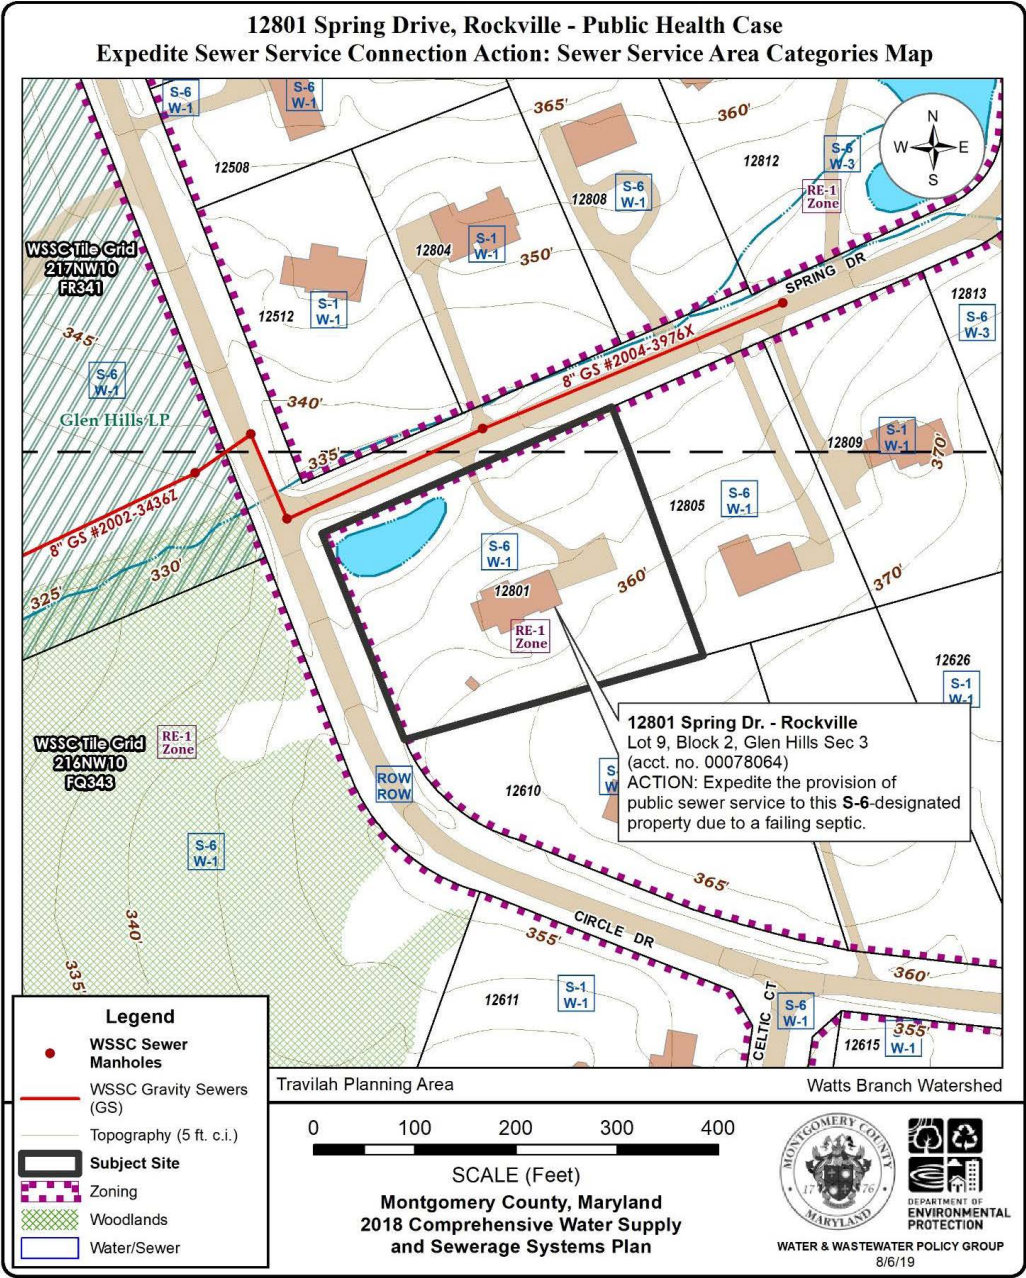 12801 Spring Drive, Rockville - Public Health Case
Expedite Sewer Service Connection Action: Sewer Service Area Categories Map
S-6
W-1
S-6
W-1
365'
360'
N
W
E
S
12508
12812
S-6
W-3
RE-1
Zone
12808
S-6
W-1
12804
S-1
W-1
350'
WSSC Tile Grid
217NW10
FR341
SPRING DR
12512
S-1
W-1
12813
S-6
W-3
345'
8" GS #2004-3976X
S-6
W-1
340'
Glen Hills LP
335'
12809
S-1
W-1
370'
8" GS #2002-3436Z
12805
S-6
W-1
S-6
W-1
330'
325'
12801
360'
370'
RE-1
Zone
12626
S-1
W-1
12801 Spring Dr. - Rockville
Lot 9, Block 2, Glen Hills Sec 3
(acct. no. 00078064)
ACTION: Expedite the provision of
public sewer service to this S-6-designated
property due to a failing septic.
RE-1
Zone
WSSC Tile Grid
216NW10
FQ343
ROW
ROW
12610
S-6
W-1
365'
340'
335'
CIRCLE DR
355'
360'
12611
S-1
W-1
CELTIC CT
S-6
W-1
355'
12615
W-1
Legend
WSSC Sewer
Manholes
WSSC Gravity Sewers
(GS)
Topography (5 ft. c.i.)
Subject Site
Zoning
Woodlands
Water/Sewer
Travilah Planning Area
Watts Branch Watershed
0 100 200 300 400
SCALE (Feet)
Montgomery County, Maryland
2018 Comprehensive Water Supply
and Sewerage Systems Plan
MONTGOMERY COUNTY
17 76
MARYLAND
DEPARTMENT OF
ENVIRONMENTAL
PROTECTION
WATER & WASTEWATER POLICY GROUP
8/6/19